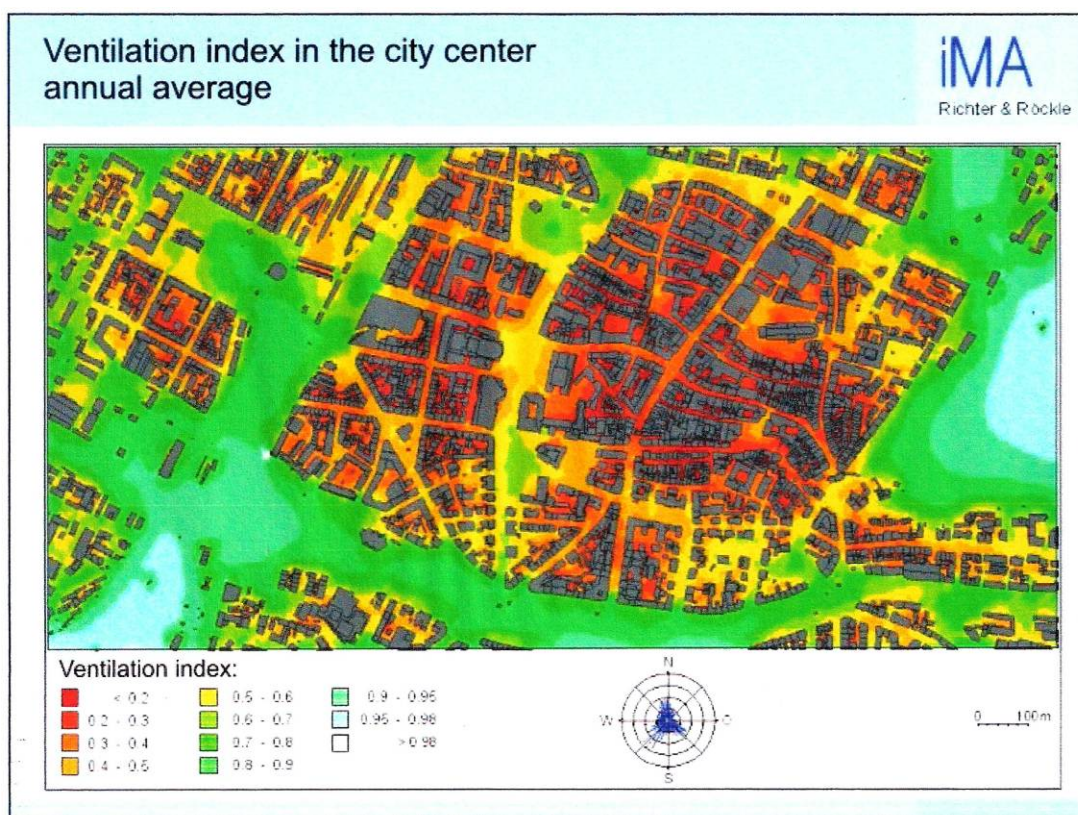 Ventilation index in the city center
annual average
iMA
Richter & Röckle
Ventilation index:
< 0.2
0.2 - 0.3
0.3 - 0.4
0.4 - 0.5
0.5 - 0.6
0.6 - 0.7
0.7 - 0.8
0.8 - 0.9
0.9 - 0.95
0.95 - 0.98
> 0.98
N
W
O
S
0 100m